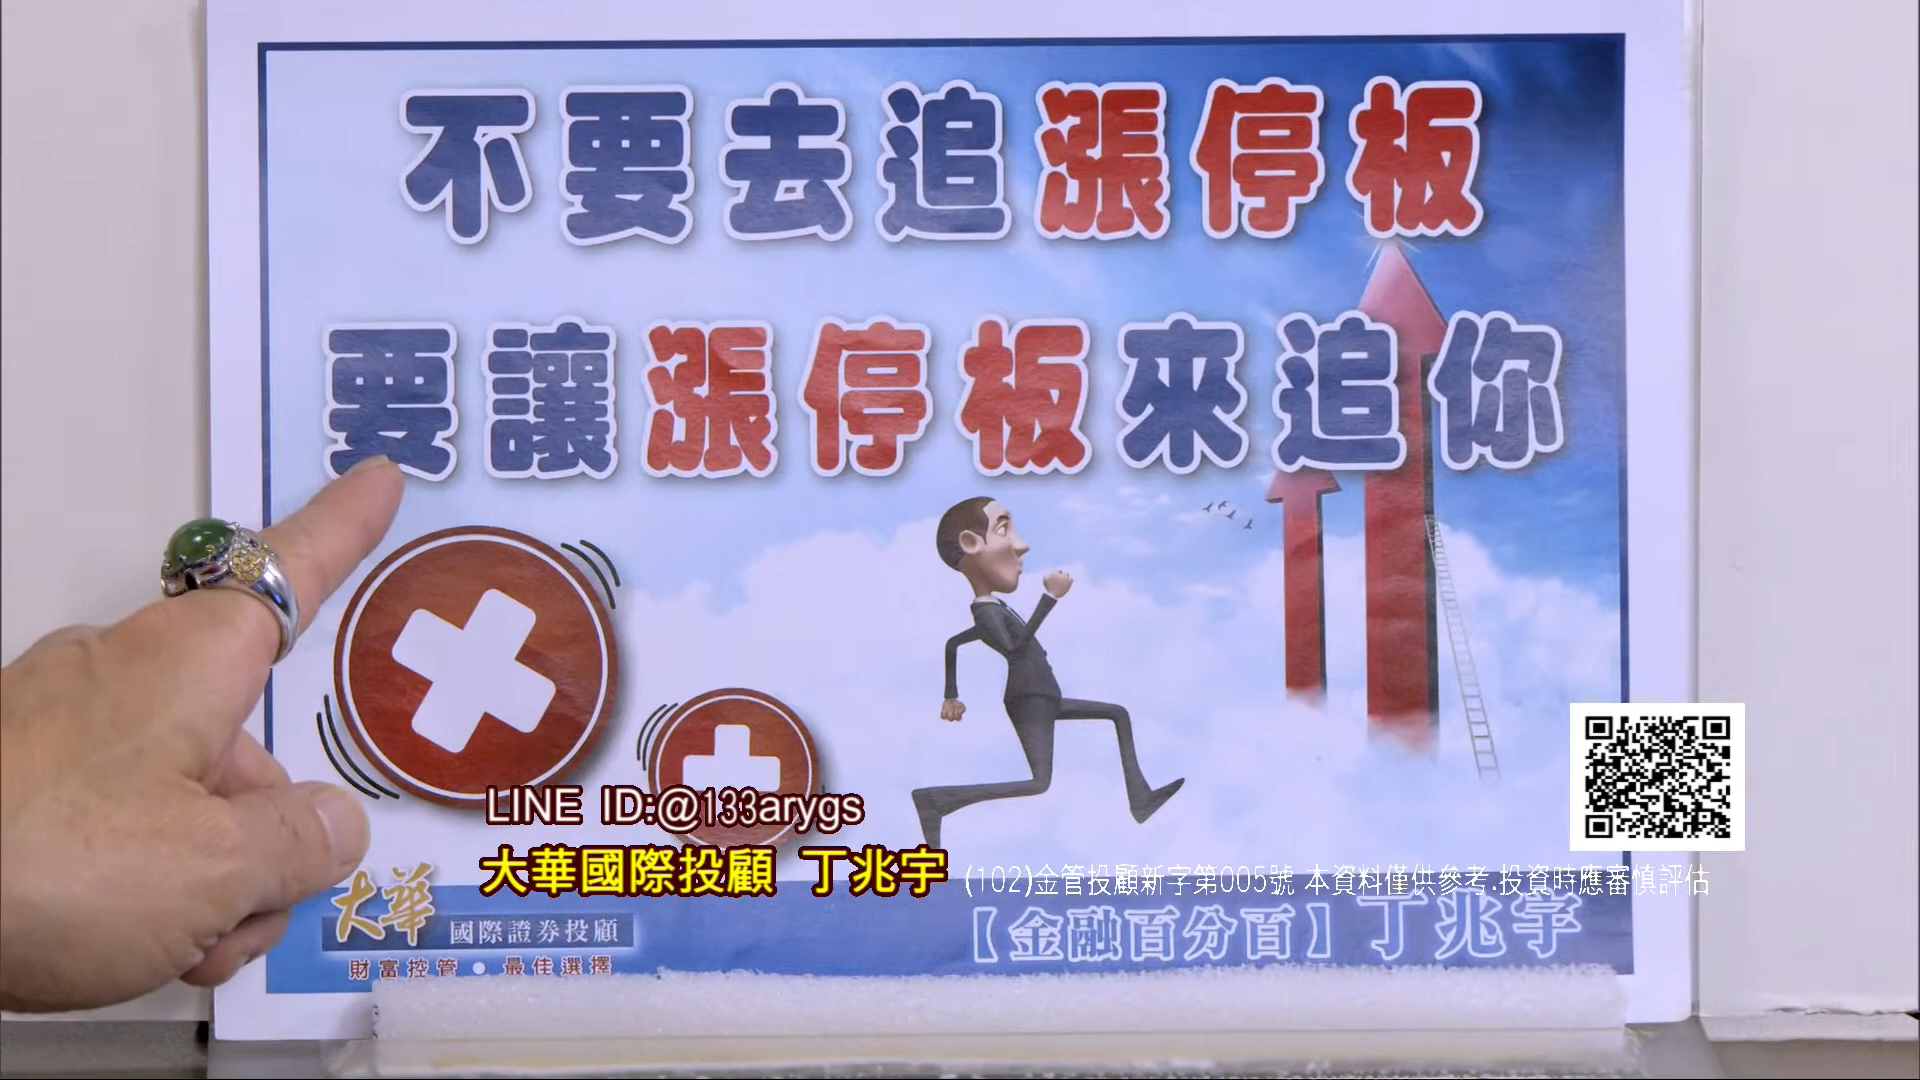 不要去追漲停板
要讓漲停板來追你
LINE ID:@133arygs
大華國際投顧 丁兆宇
(102)金管投顧新字第005號 本資料僅供參考.投資時應審慎評估
大華
國際證券投顧
財富控管 ● 最佳選擇
【金融百分百】丁兆宇